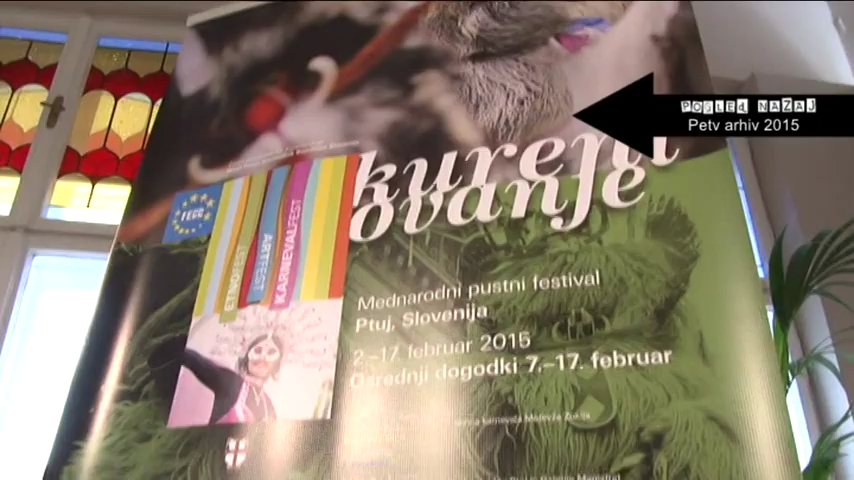 POGLED NAZAJ
Petv arhiv 2015
kurent
ovanje
FECC
ETNOFEST
ARTFEST
KARNEVALFEST
Mednarodni pustni festival
Ptuj, Slovenija
2.–17. februar 2015
Osrednji dogodki 7.–17. februar